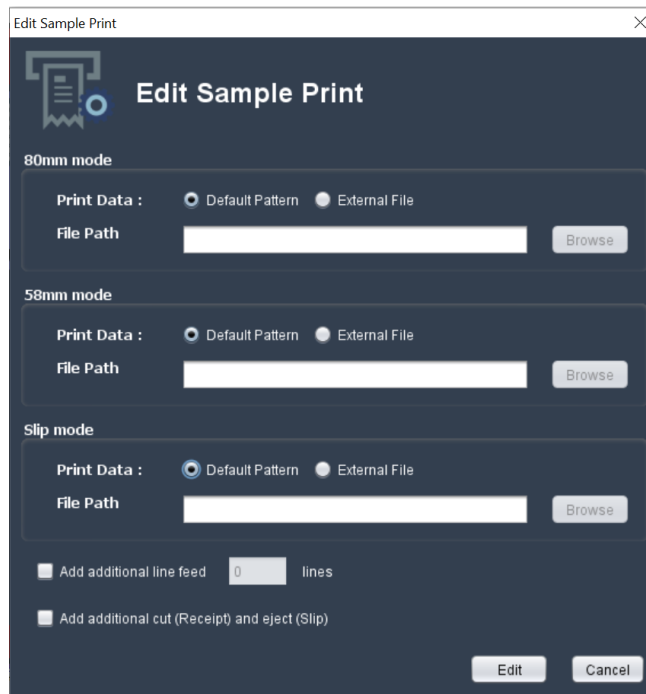 Edit Sample Print
Edit Sample Print
80mm mode
Print Data : Default Pattern External File
File Path Browse
58mm mode
Print Data : Default Pattern External File
File Path Browse
Slip mode
Print Data : Default Pattern External File
File Path Browse
Add additional line feed 0 lines
Add additional cut (Receipt) and eject (Slip)
Edit Cancel